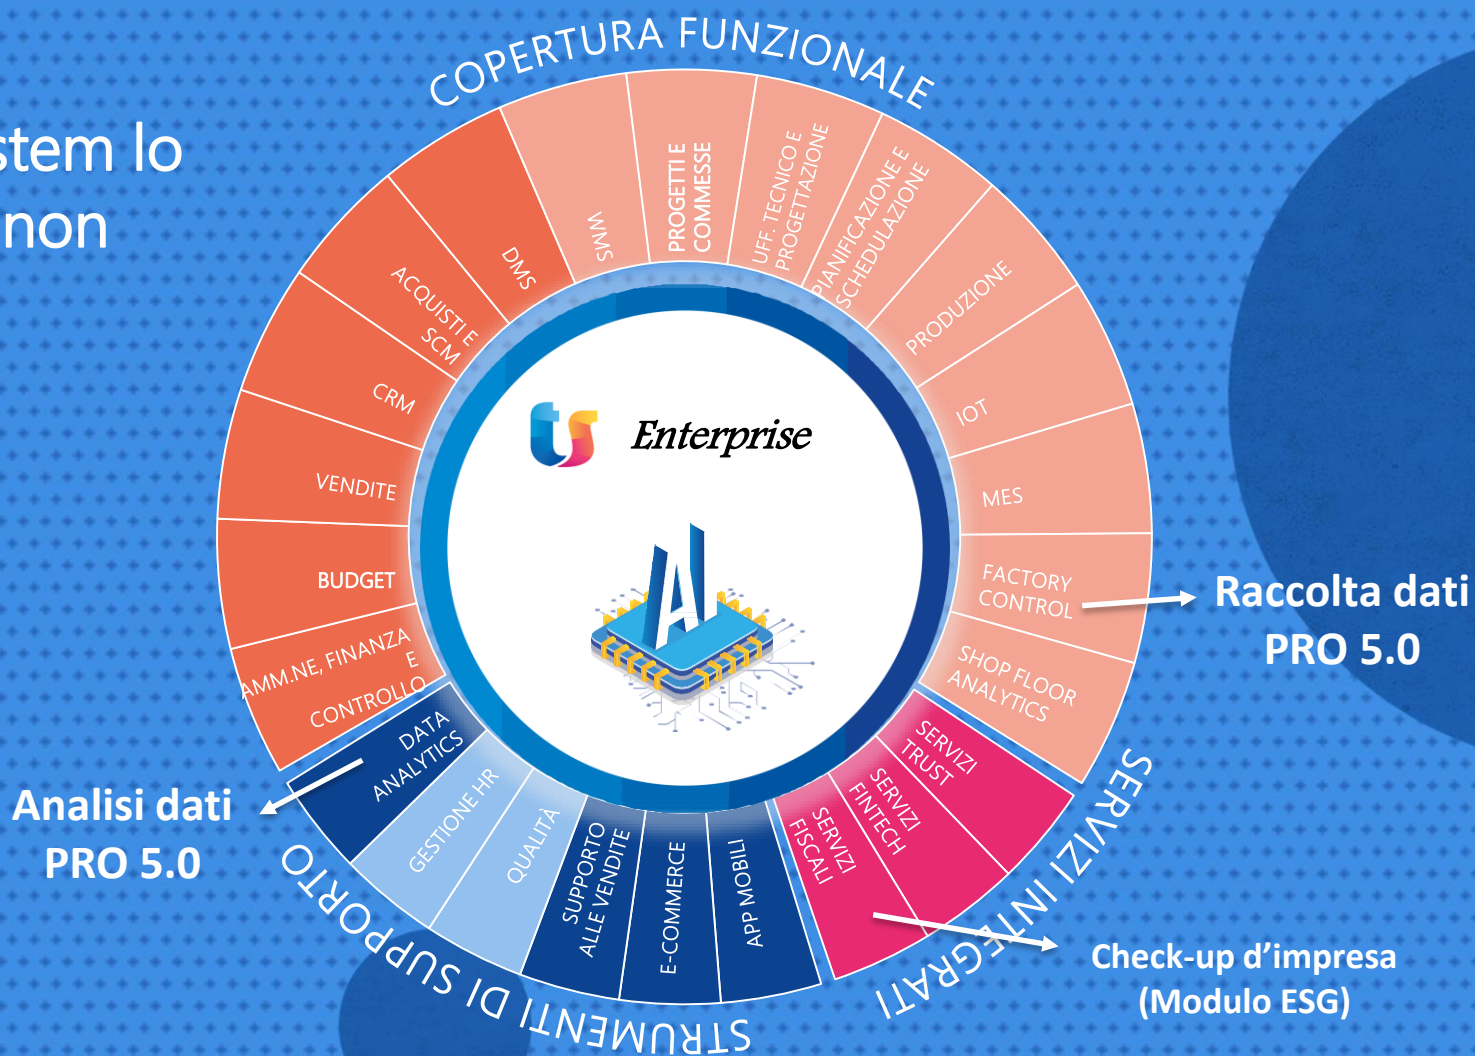 stem lo
non
COPERTURA FUNZIONALE
WMS
PROGETTI E
COMMESSE
UFF. TECNICO E
PROGETTAZIONE
PIANIFICAZIONE E
SCHEDULAZIONE
PRODUZIONE
IOT
MES
FACTORY
CONTROL
SHOP FLOOR
ANALYTICS
Raccolta dati
PRO 5.0
DMS
ACQUISTI E
SCM
CRM
VENDITE
BUDGET
AMM.NE, FINANZA
E
CONTROLLO
ts Enterprise
AI
SERVIZI INTEGRATI
SERVIZI
TRUST
SERVIZI
FINTECH
SERVIZI
FISCALI
Check-up d’impresa
(Modulo ESG)
STRUMENTI DI SUPPORTO
APP MOBILI
E-COMMERCE
SUPPORTO
ALLE VENDITE
QUALITÀ
GESTIONE HR
DATA
ANALYTICS
Analisi dati
PRO 5.0